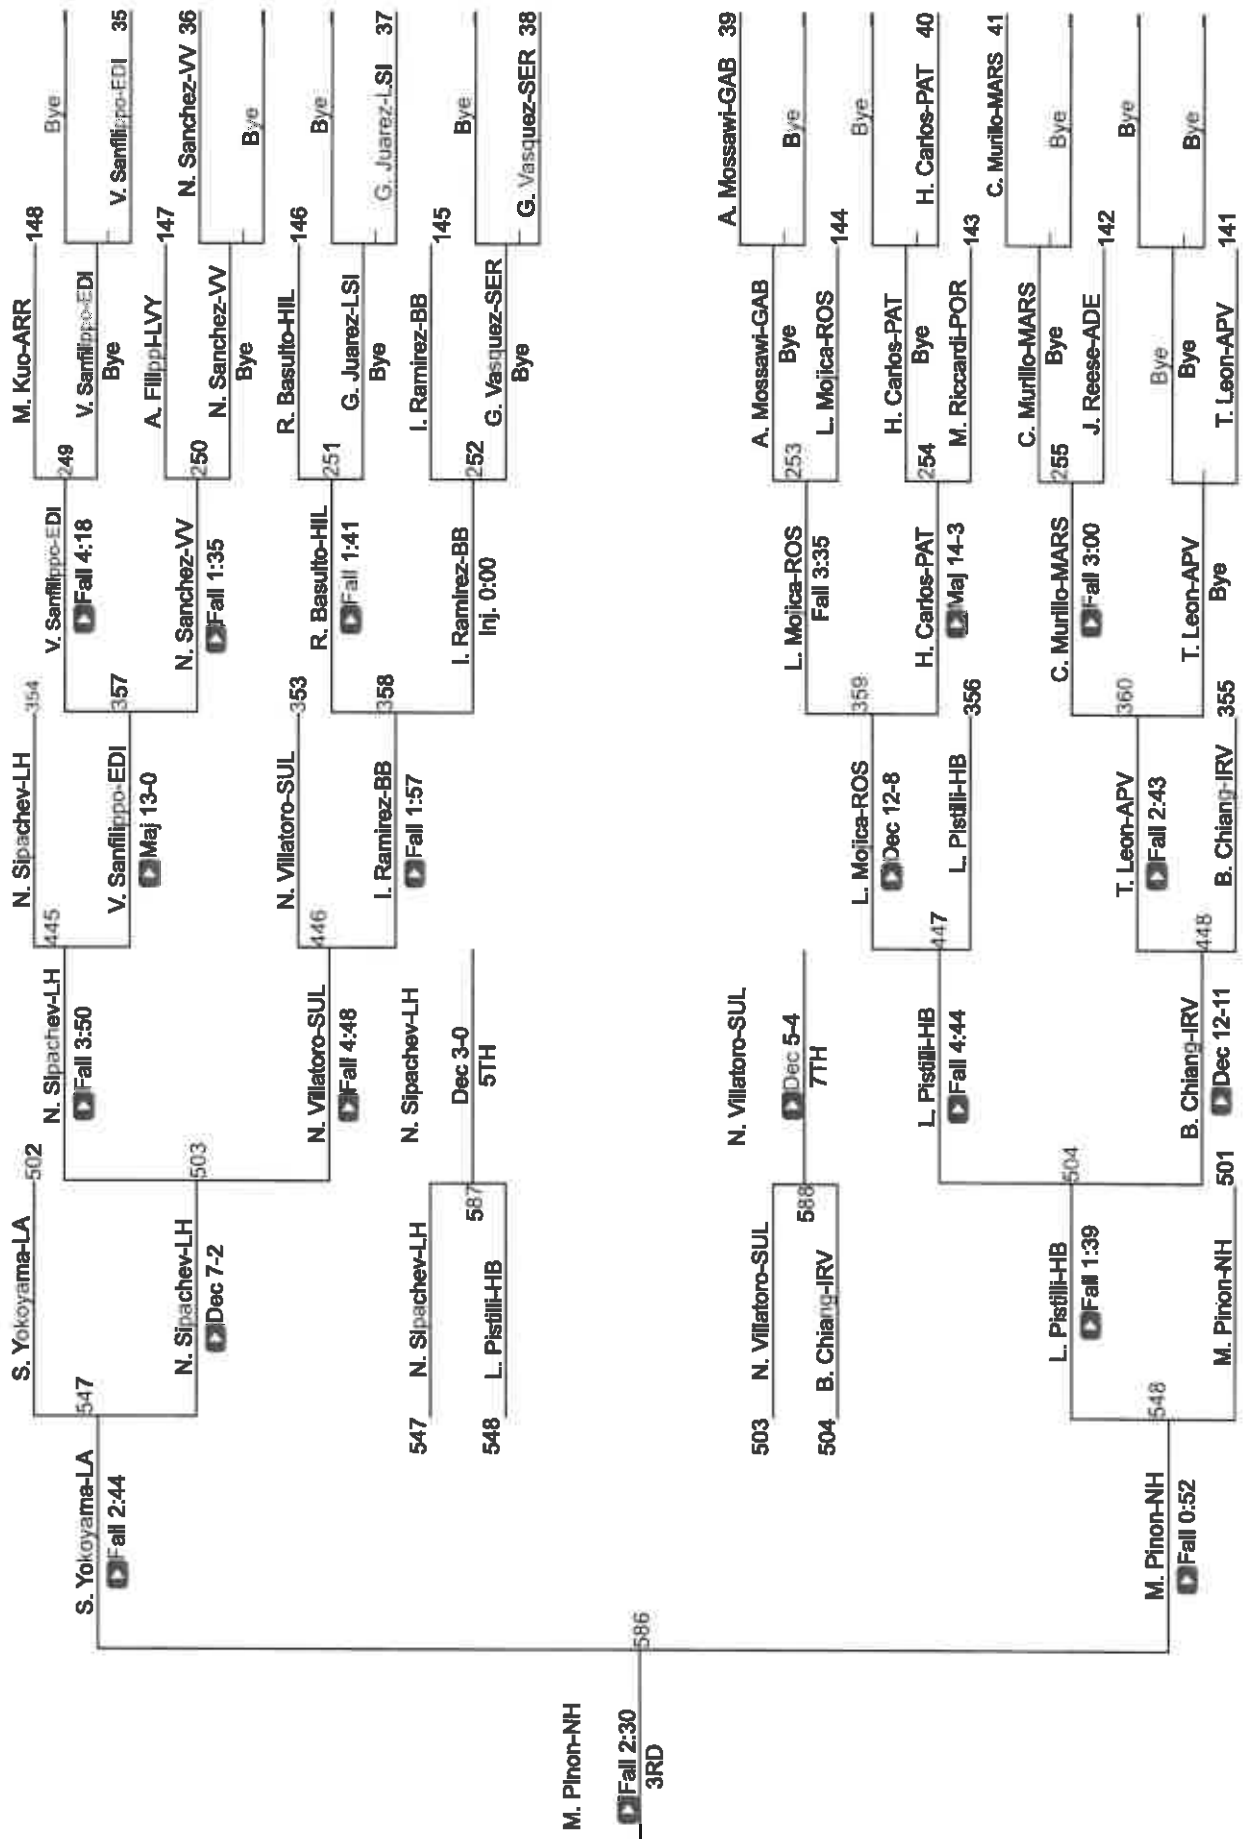 M. Pinon-NH
Fall 2:30
3RD
586
S. Yokoyama-LA
Fall 2:44
M. Pinon-NH
Fall 0:52
S. Yokoyama-LA 502
547
N. Sipachev-LH
Dec 7-2
547 N. Sipachev-LH
587
548 L. Pistilli-HB
503 N. Villatoro-SUL
588
504 B. Chiang-IRV
L. Pistilli-HB
Fall 1:39
548
M. Pinon-NH 501
N. Sipachev-LH
Fall 3:50
503
N. Villatoro-SUL
Fall 4:48
N. Sipachev-LH
Dec 3-0
5TH
N. Villatoro-SUL
Dec 5-4
7TH
L. Pistilli-HB
Fall 4:44
504
B. Chiang-IRV
Dec 12-11
N. Sipachev-LH 354
445
V. Sanfilippo-EDI
Maj 13-0
N. Villatoro-SUL 353
446
I. Ramirez-BB
Fall 1:57
L. Mojica-ROS
Dec 12-8
447
L. Pistilli-HB 356
T. Leon-APV
Fall 2:43
448
B. Chiang-IRV 355
V. Sanfilippo-EDI
Fall 4:18
357
N. Sanchez-VV
Fall 1:35
R. Basulto-HIL
Fall 1:41
358
I. Ramirez-BB
Inj. 0:00
L. Mojica-ROS
Fall 3:35
359
H. Carlos-PAT
Maj 14-3
C. Murillo-MARS
Fall 3:00
360
T. Leon-APV
Bye
M. Kuo-ARR 148
249
V. Sanfilippo-EDI
Bye
A. Filippi-LVY 147
250
N. Sanchez-VV
Bye
R. Basulto-HIL 146
251
G. Juarez-LSI
Bye
I. Ramirez-BB 145
252
G. Vasquez-SER
Bye
A. Mossawi-GAB
Bye
253
L. Mojica-ROS 144
H. Carlos-PAT
Bye
254
M. Riccardi-POR 143
C. Murillo-MARS
Bye
255
J. Reese-ADE 142
Bye
Bye
T. Leon-APV 141
Bye
V. Sanfilippo-EDI 35
Bye
N. Sanchez-VV 36
Bye
Bye
G. Juarez-LSI 37
Bye
G. Vasquez-SER 38
A. Mossawi-GAB 39
Bye
Bye
H. Carlos-PAT 40
C. Murillo-MARS 41
Bye
Bye
Bye